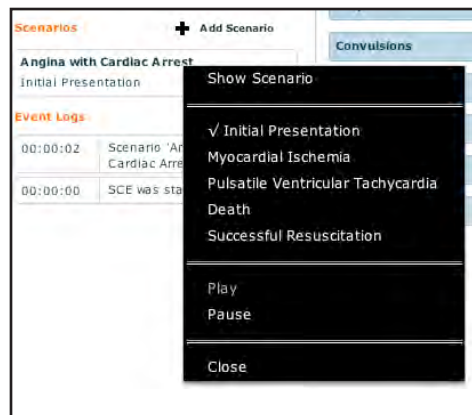 Scenarios
Add Scenario
Convulsions
Angina with Cardiac Arrest
Initial Presentation
Event Logs
00:00:02 Scenario 'An
Cardiac Arre
00:00:00 SCE was sta
Show Scenario
√ Initial Presentation
Myocardial Ischemia
Pulsatile Ventricular Tachycardia
Death
Successful Resuscitation
Play
Pause
Close